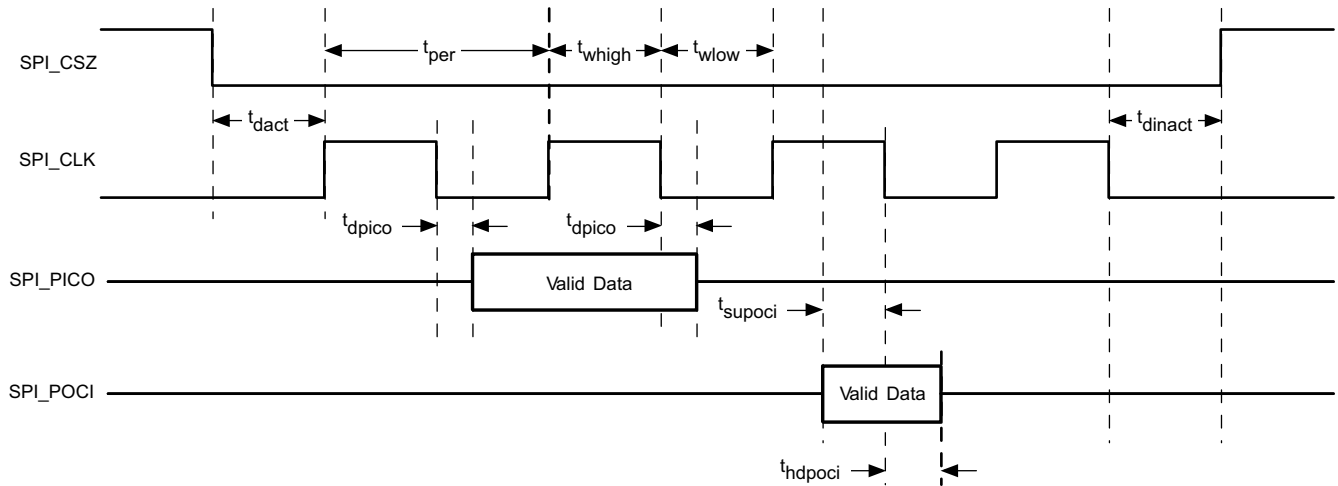 SPI_CSZ
t_per
t_whigh
t_wlow
t_dact
t_dinact
SPI_CLK
t_dpico
t_dpico
SPI_PICO
Valid Data
t_supoci
SPI_POCI
Valid Data
t_hdpoci